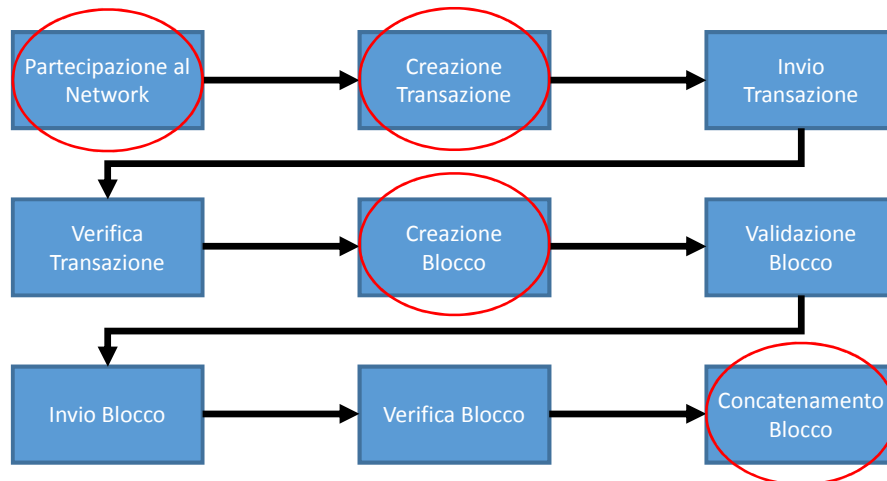 Partecipazione al
Network
Creazione
Transazione
Invio
Transazione
Verifica
Transazione
Creazione
Blocco
Validazione
Blocco
Invio Blocco
Verifica Blocco
Concatenamento
Blocco